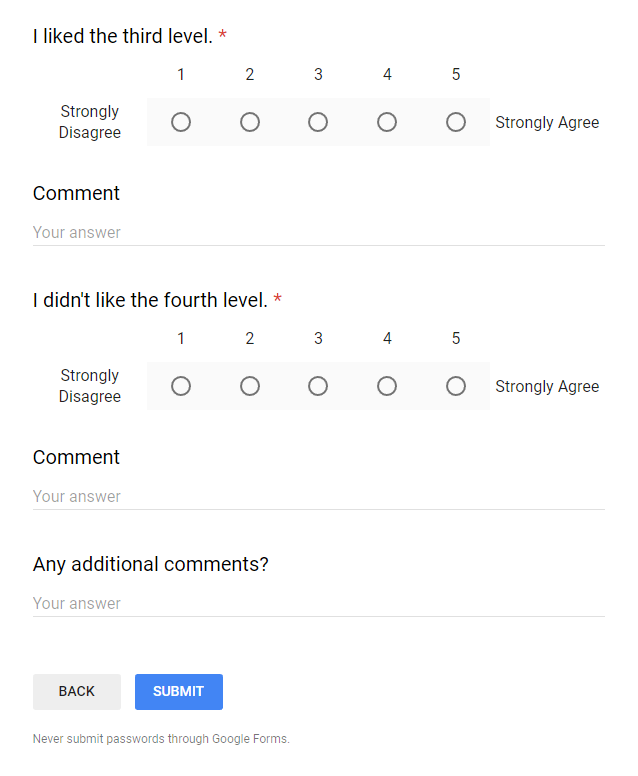 I liked the third level. *
1 2 3 4 5
Strongly
Disagree
Strongly Agree
Comment
Your answer
I didn't like the fourth level. *
1 2 3 4 5
Strongly
Disagree
Strongly Agree
Comment
Your answer
Any additional comments?
Your answer
BACK SUBMIT
Never submit passwords through Google Forms.